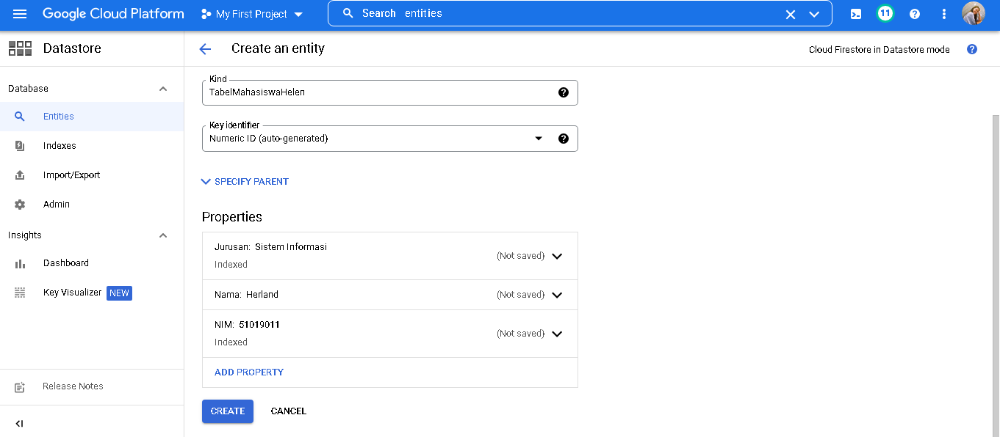 Google Cloud Platform My First Project Search entities 11
Datastore Create an entity Cloud Firestore in Datastore mode
Database
Entities
Indexes
Import/Export
Admin
Insights
Dashboard
Key Visualizer NEW
Release Notes
Kind
TabelMahasiswaHelen
Key identifier
Numeric ID (auto-generated)
SPECIFY PARENT
Properties
Jurusan: Sistem Informasi (Not saved)
Indexed
Nama: Herland (Not saved)
NIM: 51019011 (Not saved)
Indexed
ADD PROPERTY
CREATE CANCEL